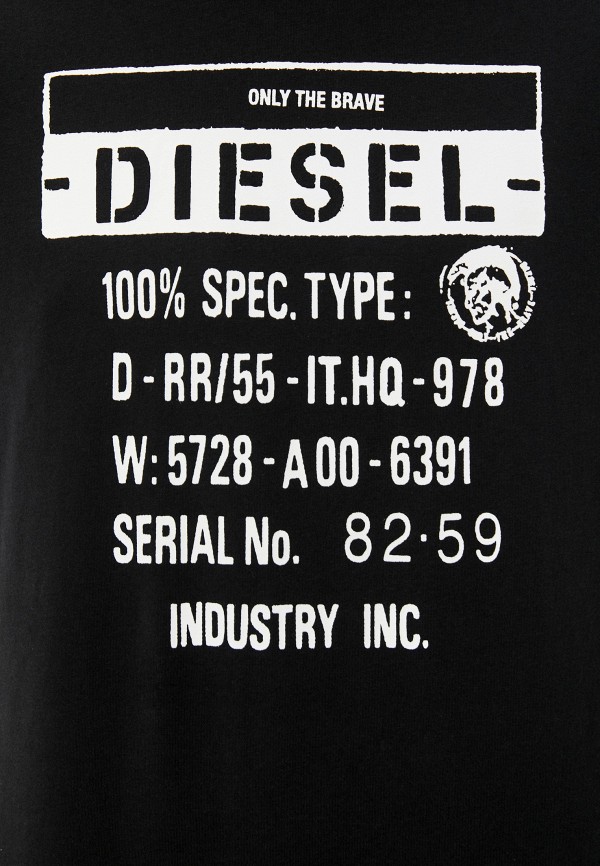 ONLY THE BRAVE
-DIESEL-
100% SPEC. TYPE:
D-RR/55-IT.HQ-978
W: 5728-A00-6391
SERIAL No. 82·59
INDUSTRY INC.